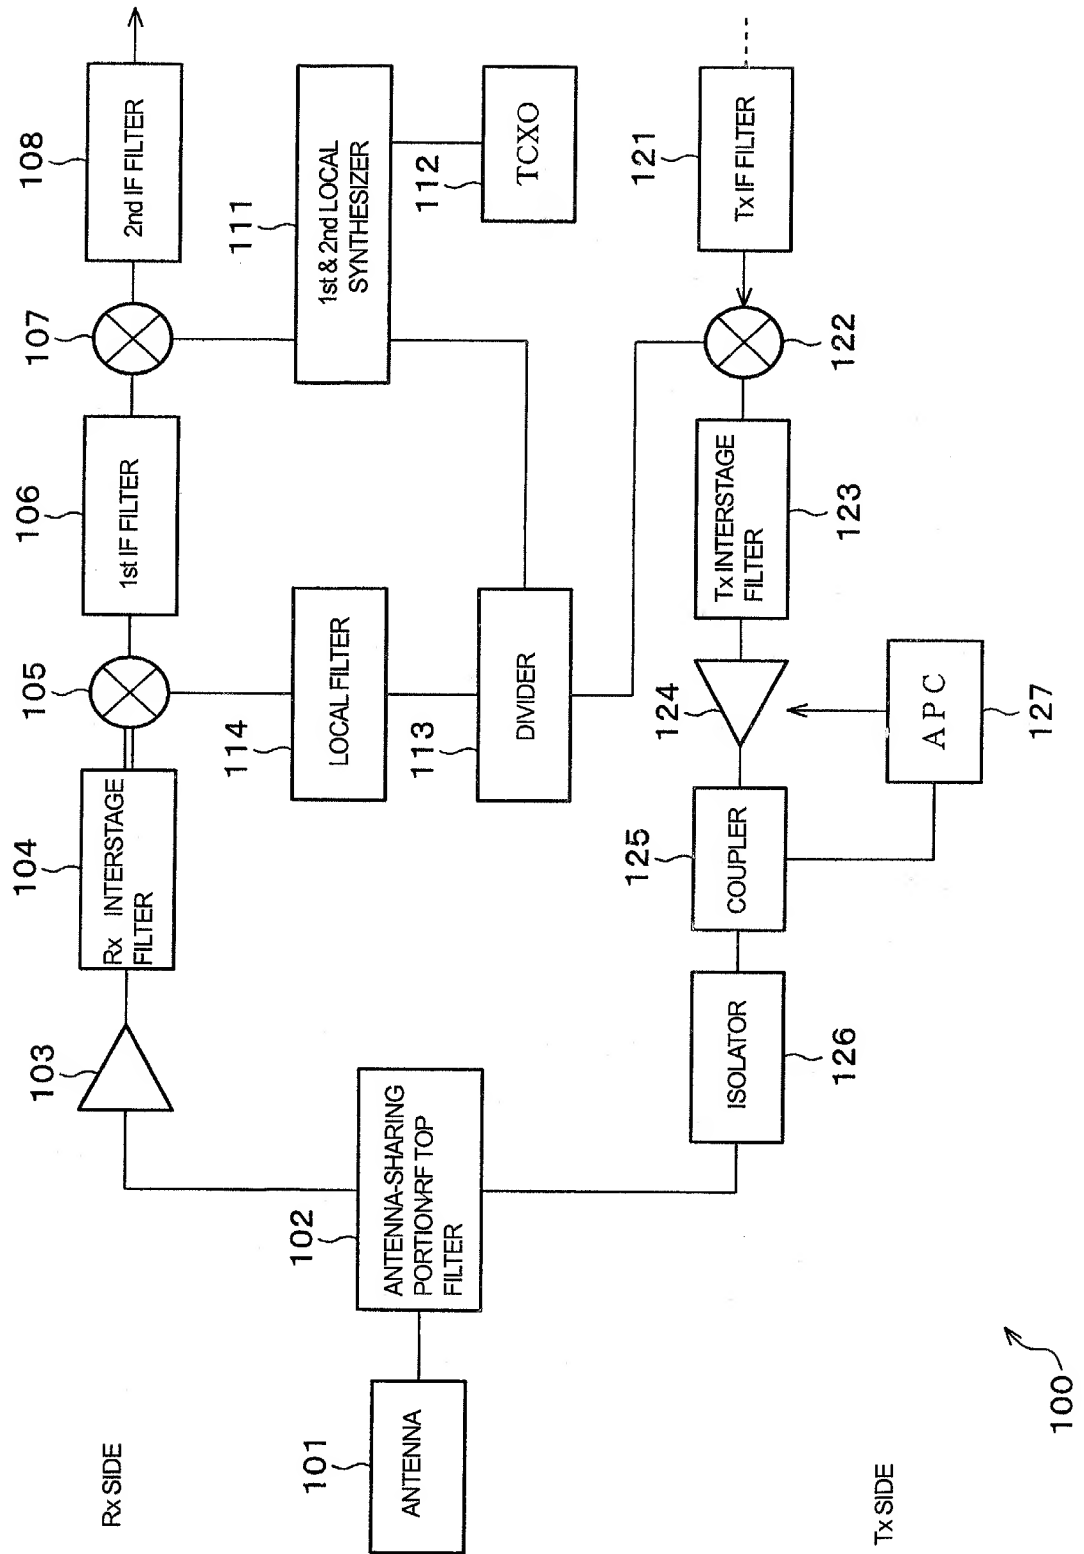 Rx SIDE
103
104
Rx INTERSTAGE
FILTER
105
106
1st IF FILTER
107
108
2nd IF FILTER
101
ANTENNA
102
ANTENNA-SHARING
PORTION/RF TOP
FILTER
114
LOCAL FILTER
113
DIVIDER
111
1st & 2nd LOCAL
SYNTHESIZER
112
TCXO
126
ISOLATOR
125
COUPLER
124
123
Tx INTERSTAGE
FILTER
122
121
Tx IF FILTER
127
APC
Tx SIDE
100